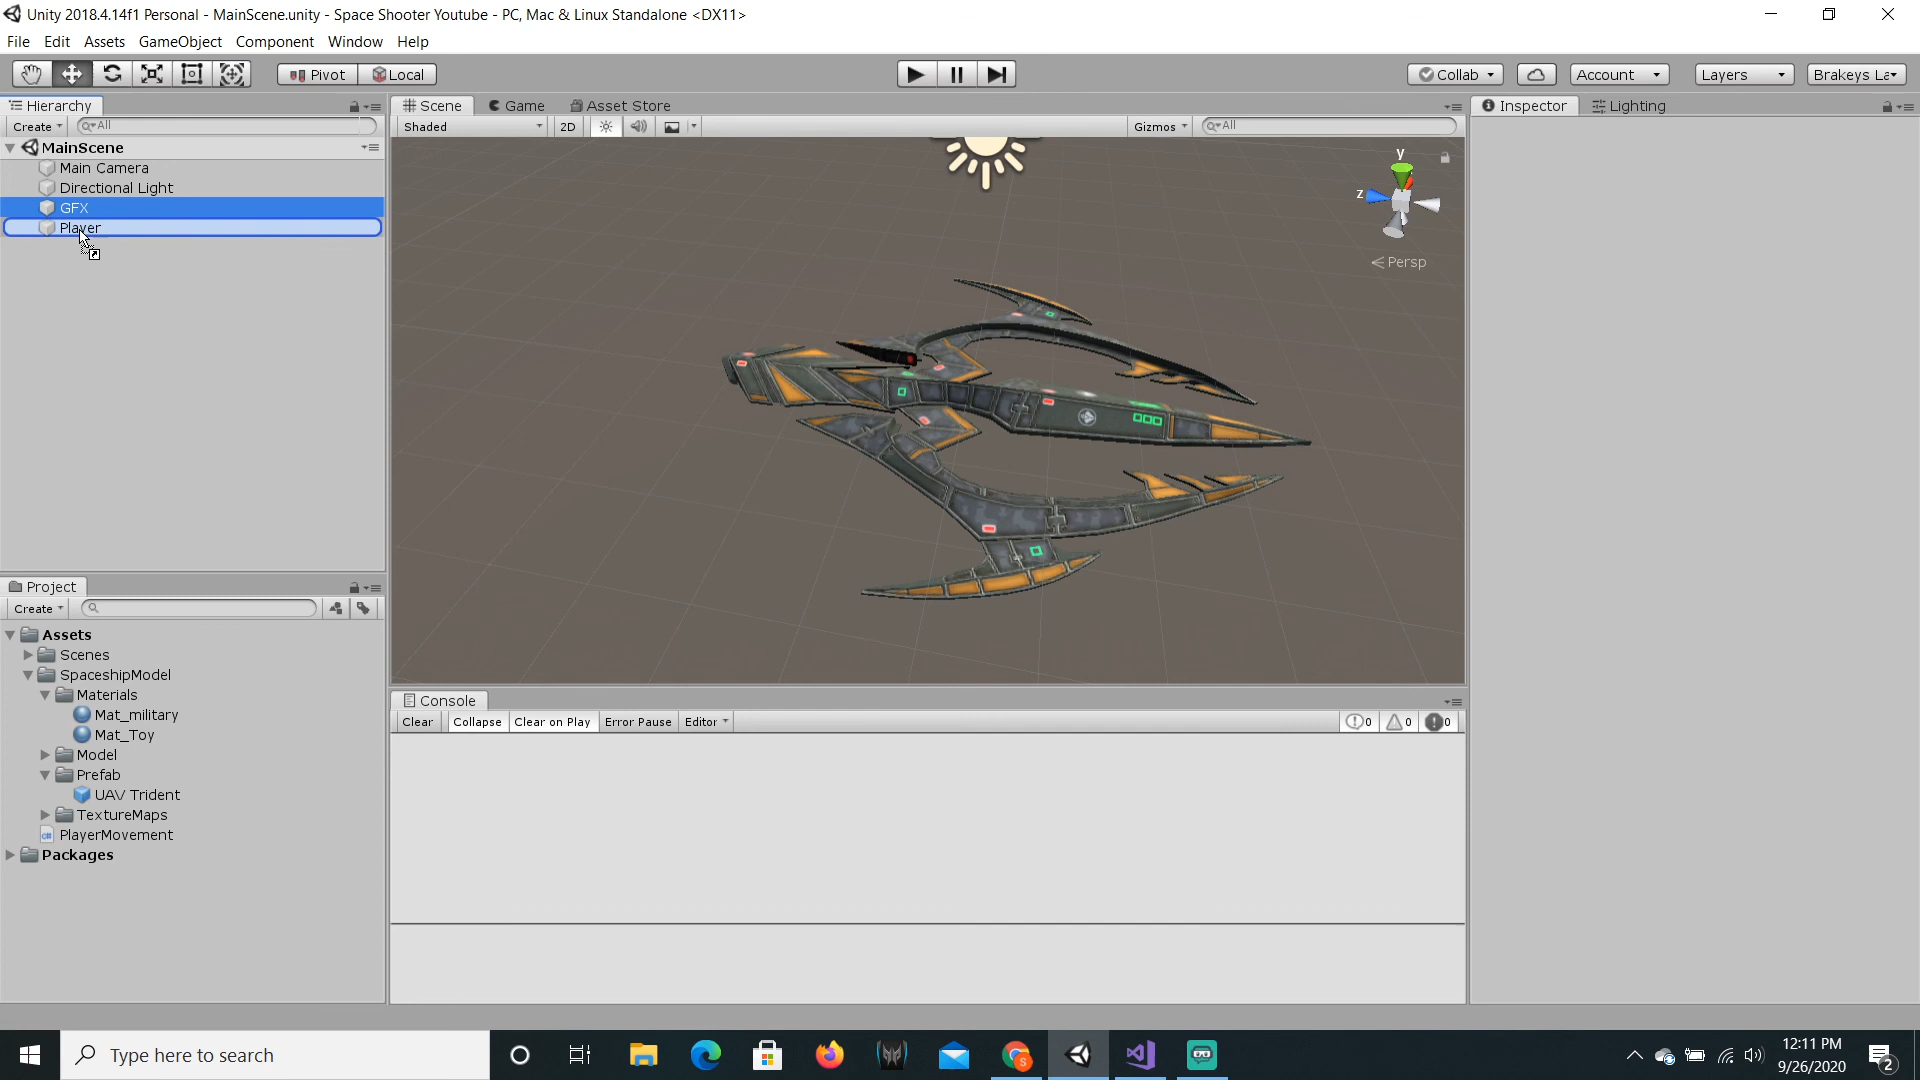 Unity 2018.4.14f1 Personal - MainScene.unity - Space Shooter Youtube - PC, Mac & Linux Standalone <DX11>
File Edit Assets GameObject Component Window Help
Pivot Local Collab Account Layers Brakeys La
Hierarchy
Create All
MainScene
Main Camera
Directional Light
GFX
Player
Scene Game Asset Store
Shaded 2D Gizmos All
y
z
Persp
Inspector Lighting
Project
Create
Assets
Scenes
SpaceshipModel
Materials
Mat_military
Mat_Toy
Model
Prefab
UAV Trident
TextureMaps
PlayerMovement
Packages
Console
Clear Collapse Clear on Play Error Pause Editor 0 0 0
Type here to search
12:11 PM
9/26/2020
2